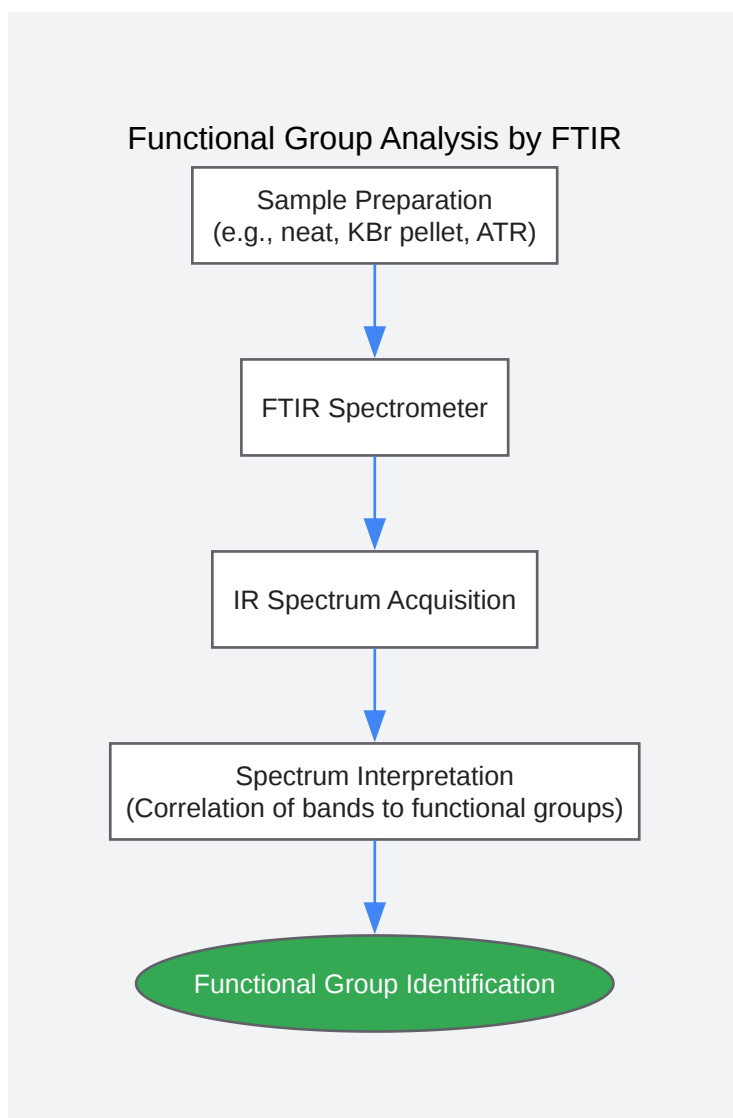 Functional Group Analysis by FTIR
Sample Preparation
(e.g., neat, KBr pellet, ATR)
FTIR Spectrometer
IR Spectrum Acquisition
Spectrum Interpretation
(Correlation of bands to functional groups)
Functional Group Identification